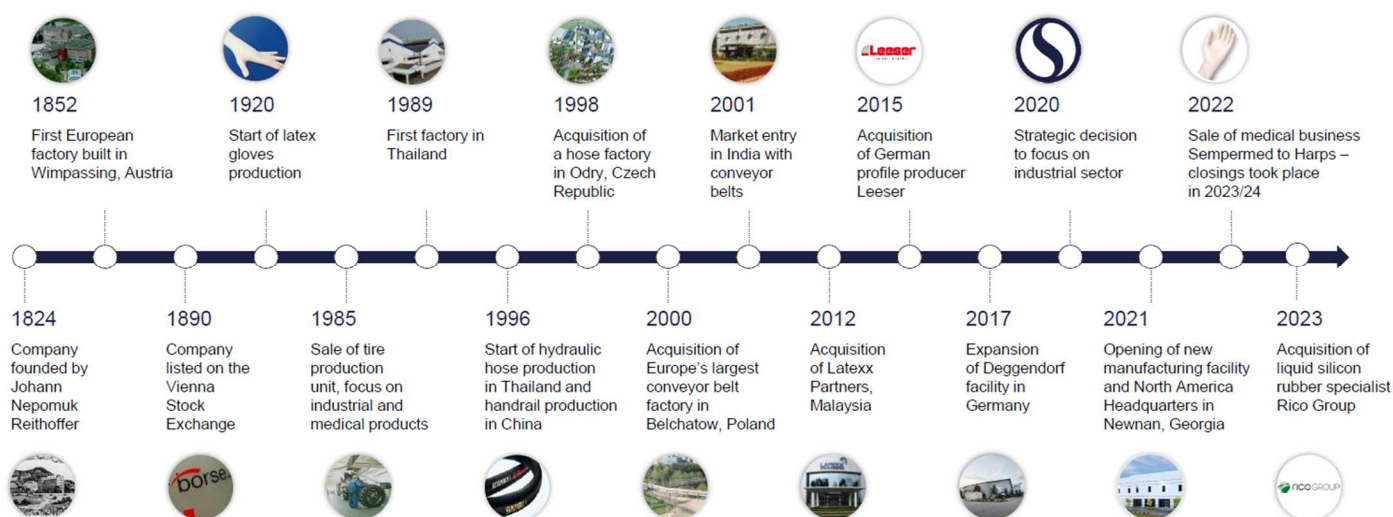 Leeser
1852
First European
factory built in
Wimpassing, Austria
1920
Start of latex
gloves
production
1989
First factory in
Thailand
1998
Acquisition of
a hose factory
in Odry, Czech
Republic
2001
Market entry
in India with
conveyor
belts
2015
Acquisition
of German
profile producer
Leeser
2020
Strategic decision
to focus on
industrial sector
2022
Sale of medical business
Sempermed to Harps –
closings took place
in 2023/24
1824
Company
founded by
Johann
Nepomuk
Reithoffer
1890
Company
listed on the
Vienna
Stock
Exchange
1985
Sale of tire
production
unit, focus on
industrial and
medical products
1996
Start of hydraulic
hose production
in Thailand and
handrail production
in China
2000
Acquisition of
Europe's largest
conveyor belt
factory in
Belchatow, Poland
2012
Acquisition
of Latexx
Partners,
Malaysia
2017
Expansion
of Deggendorf
facility in
Germany
2021
Opening of new
manufacturing facility
and North America
Headquarters in
Newnan, Georgia
2023
Acquisition of
liquid silicon
rubber specialist
Rico Group
borse
RICO GROUP